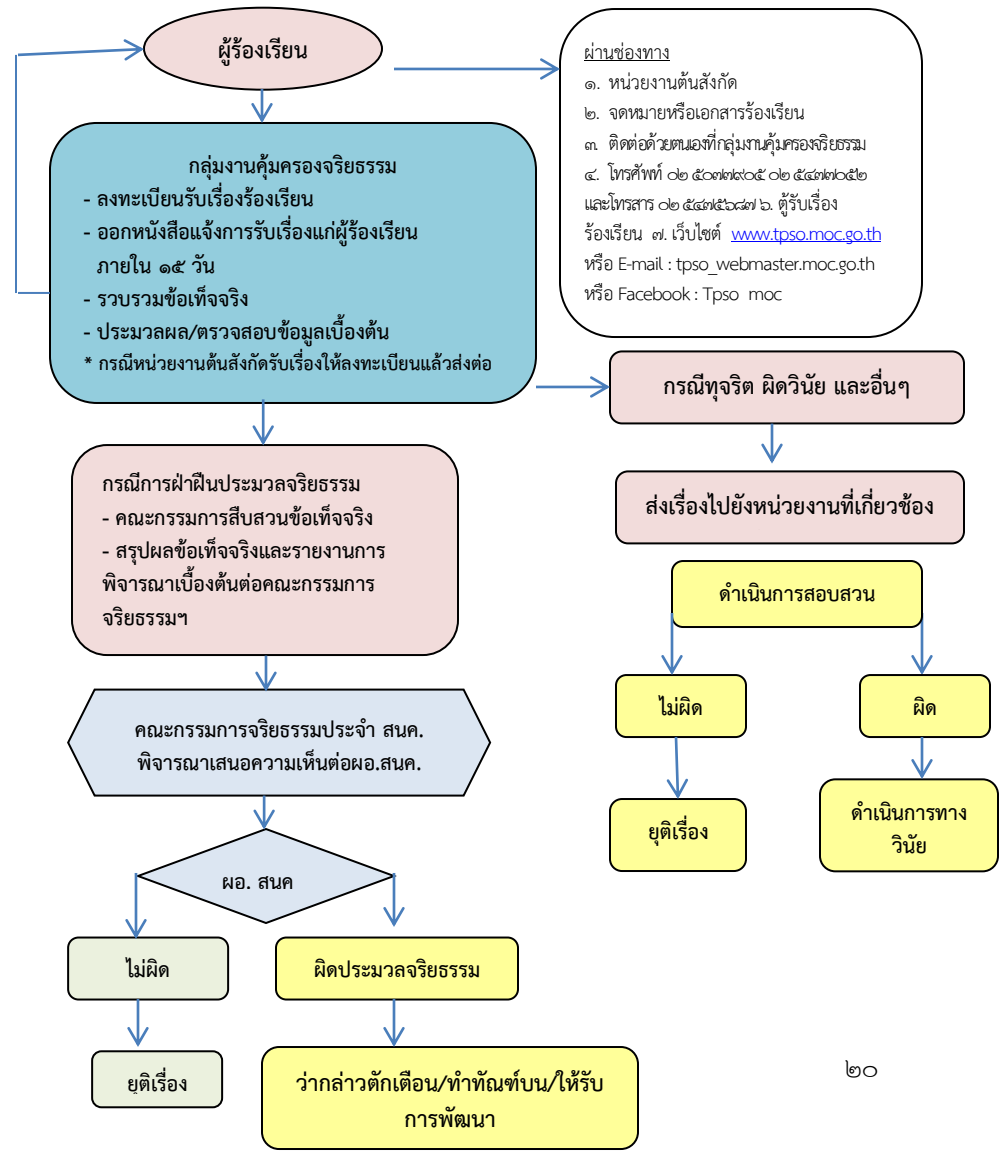 ผู้ร้องเรียน
ผ่านช่องทาง
๑. หน่วยงานต้นสังกัด
๒. จดหมายหรือเอกสารร้องเรียน
๓. ติดต่อด้วยตนเองที่กลุ่มงานคุ้มครองจริยธรรม
๔. โทรศัพท์ ๐๒ ๕๐๗๗๙๐๕ ๐๒ ๕๔๗๗๐๕๒
และโทรสาร ๐๒ ๕๔๗๕๖๘๗ ๖. ตู้รับเรื่อง
ร้องเรียน ๗. เว็บไซต์ www.tpso.moc.go.th
หรือ E-mail : tpso_webmaster.moc.go.th
หรือ Facebook : Tpso moc
กลุ่มงานคุ้มครองจริยธรรม
- ลงทะเบียนรับเรื่องร้องเรียน
- ออกหนังสือแจ้งการรับเรื่องแก่ผู้ร้องเรียน
ภายใน ๑๕ วัน
- รวบรวมข้อเท็จจริง
- ประมวลผล/ตรวจสอบข้อมูลเบื้องต้น
* กรณีหน่วยงานต้นสังกัดรับเรื่องให้ลงทะเบียนแล้วส่งต่อ
กรณีทุจริต ผิดวินัย และอื่นๆ
ส่งเรื่องไปยังหน่วยงานที่เกี่ยวช้อง
ดำเนินการสอบสวน
ไม่ผิด
ผิด
ยุติเรื่อง
ดำเนินการทาง
วินัย
กรณีการฝ่าฝืนประมวลจริยธรรม
- คณะกรรมการสืบสวนข้อเท็จจริง
- สรุปผลข้อเท็จจริงและรายงานการ
พิจารณาเบื้องต้นต่อคณะกรรมการ
จริยธรรมฯ
คณะกรรมการจริยธรรมประจำ สนค.
พิจารณาเสนอความเห็นต่อผอ.สนค.
ผอ. สนค
ไม่ผิด
ผิดประมวลจริยธรรม
ยุติเรื่อง
ว่ากล่าวตักเตือน/ทำทัณฑ์บน/ให้รับ
การพัฒนา
๒๐